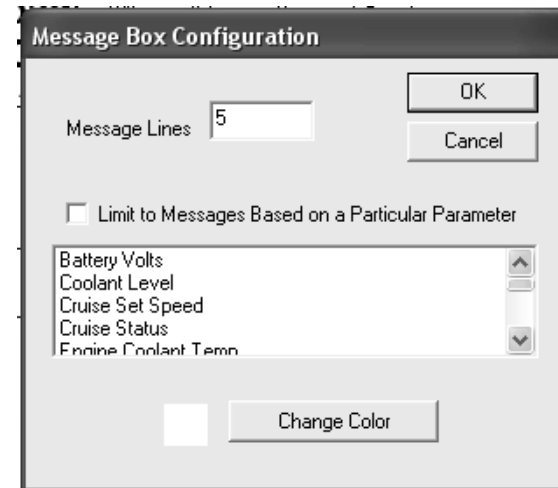 Message Box Configuration
OK
Message Lines 5
Cancel
Limit to Messages Based on a Particular Parameter
Battery Volts
Coolant Level
Cruise Set Speed
Cruise Status
Engine Coolant Temp
Change Color